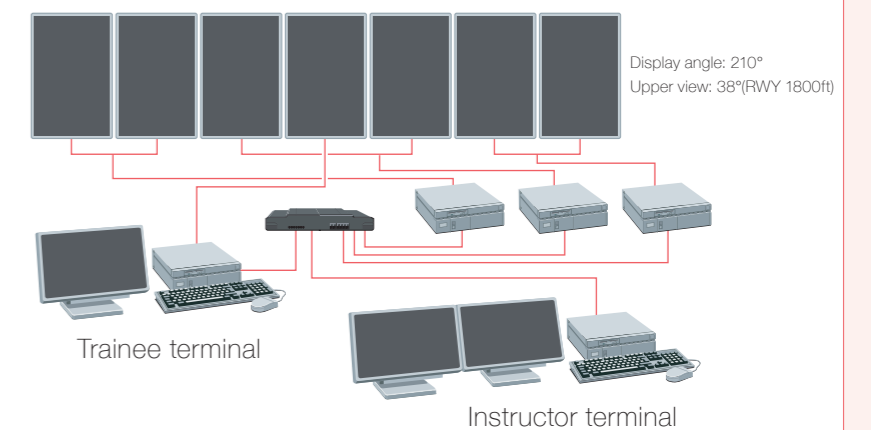 Display angle: 210°
Upper view: 38°(RWY 1800ft)
Trainee terminal
Instructor terminal